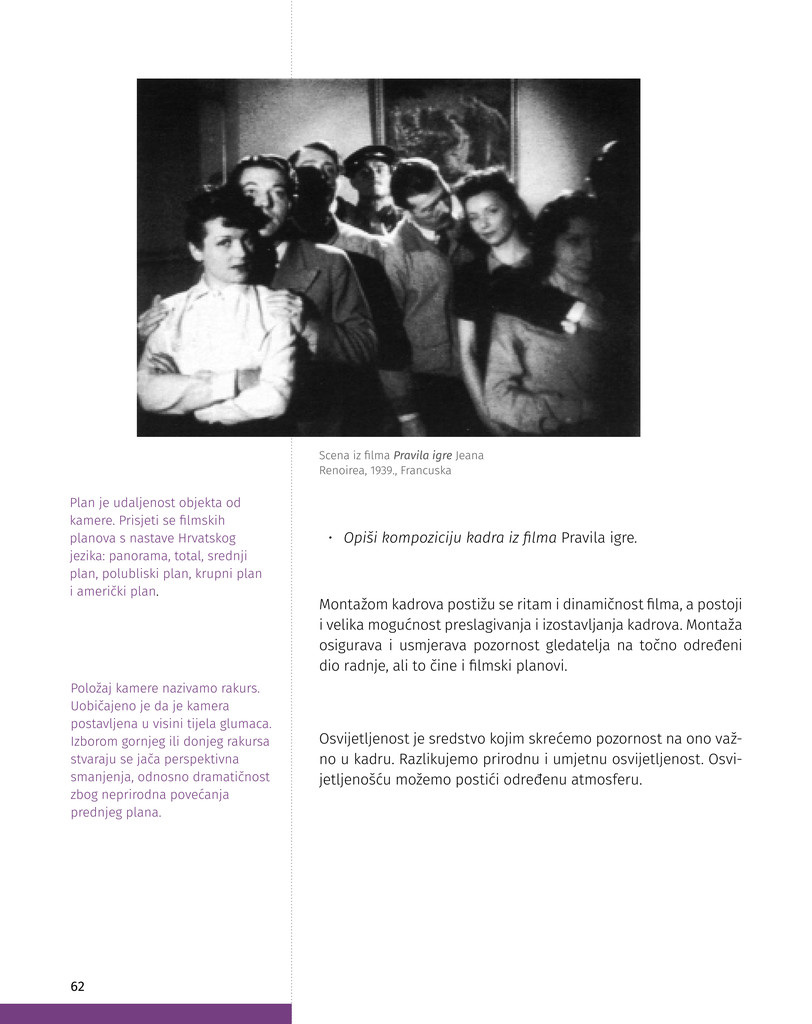 Scena iz filma Pravila igre Jeana
Renoirea, 1939., Francuska
Plan je udaljenost objekta od
kamere. Prisjeti se filmskih
planova s nastave Hrvatskog
jezika: panorama, total, srednji
plan, polubliski plan, krupni plan
i američki plan.
• Opiši kompoziciju kadra iz filma Pravila igre.
Montažom kadrova postižu se ritam i dinamičnost filma, a postoji
i velika mogućnost preslagivanja i izostavljanja kadrova. Montaža
osigurava i usmjerava pozornost gledatelja na točno određeni
dio radnje, ali to čine i filmski planovi.
Položaj kamere nazivamo rakurs.
Uobičajeno je da je kamera
postavljena u visini tijela glumaca.
Izborom gornjeg ili donjeg rakursa
stvaraju se jača perspektivna
smanjenja, odnosno dramatičnost
zbog neprirodna povećanja
prednjeg plana.
Osvijetljenost je sredstvo kojim skrećemo pozornost na ono važ-
no u kadru. Razlikujemo prirodnu i umjetnu osvijetljenost. Osvi-
jetljenošću možemo postići određenu atmosferu.
62